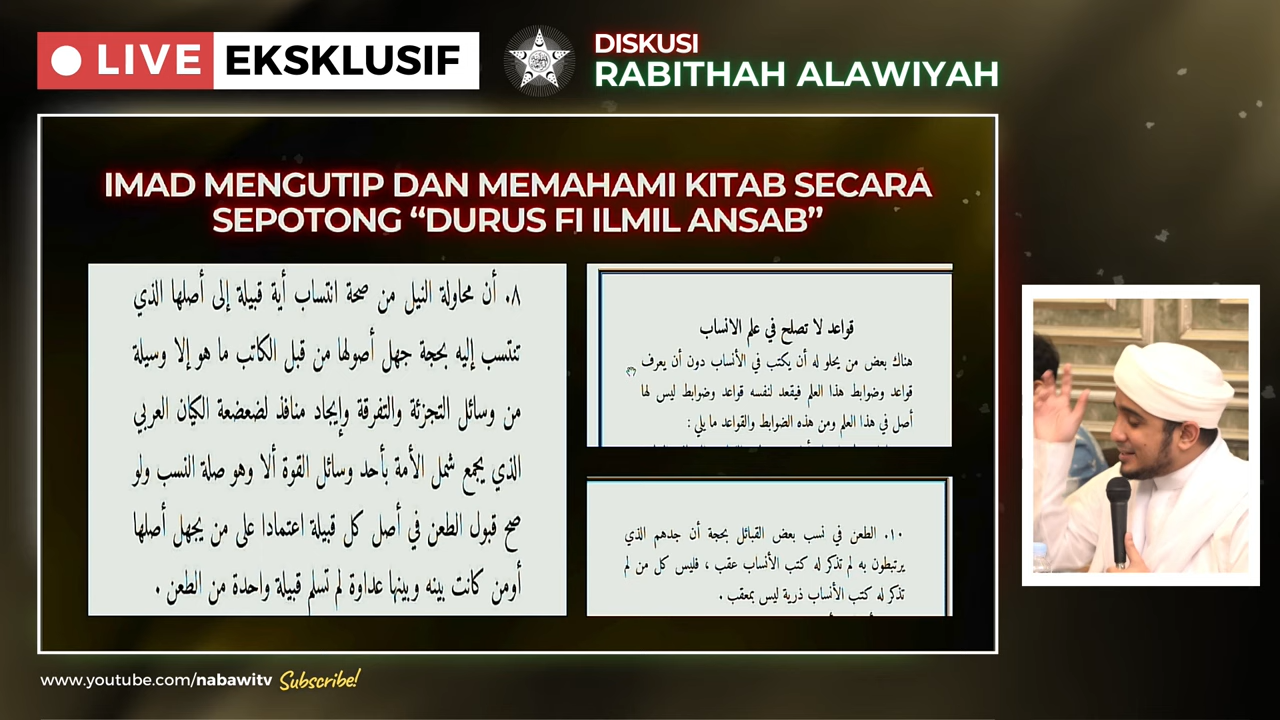 LIVE EKSKLUSIF
DISKUSI
RABITHAH ALAWIYAH
IMAD MENGUTIP DAN MEMAHAMI KITAB SECARA
SEPOTONG “DURUS FI ILMIL ANSAB”
٨. أن محاولة النيل من صحة انتساب أية قبيلة إلى أصلها الذي
تنتسب إليه بحجة جهل أصولها من قبل الكاتب ما هو إلا وسيلة
من وسائل التجزئة والتفرقة وإيجاد منافذ لضعضعة الكيان العربي
الذي يجمع شمل الأمة بأحد وسائل القوة ألا وهو صلة النسب ولو
صح قبول الطعن في أصل كل قبيلة اعتمادا على من يجهل أصلها
أومن كانت بينه وبينها عداوة لم تسلم قبيلة واحدة من الطعن .
قواعد لا تصلح في علم الانساب
هناك بعض من يحلو له أن يكتب في الأنساب دون أن يعرف
قواعد وضوابط هذا العلم فيقعد لنفسه قواعد وضوابط ليس لها
أصل في هذا العلم ومن هذه الضوابط والقواعد ما يلي :
١٠. الطعن في نسب بعض القبائل بحجة أن جدهم الذي
يرتبطون به لم تذكر له كتب الأنساب عقب ، فليس كل من لم
تذكر له كتب الأنساب ذرية ليس بمعقب .
www.youtube.com/nabawitv Subscribe!